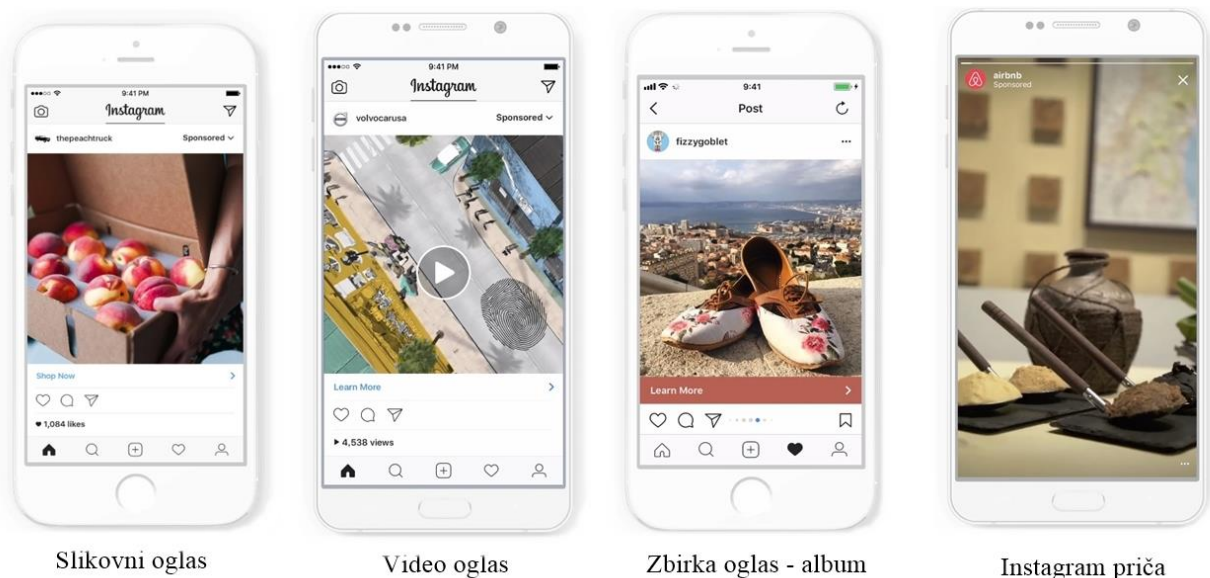 9:41 PM
Instagram
thepeachtruck
Sponsored
Shop Now
1,084 likes
Slikovni oglas
9:41 PM
Instagram
volvocarusa
Sponsored
Learn More
4,538 views
Video oglas
9:41
Post
fizzygoblet
Learn More
Zbirka oglas - album
airbnb
Sponsored
Instagram priča